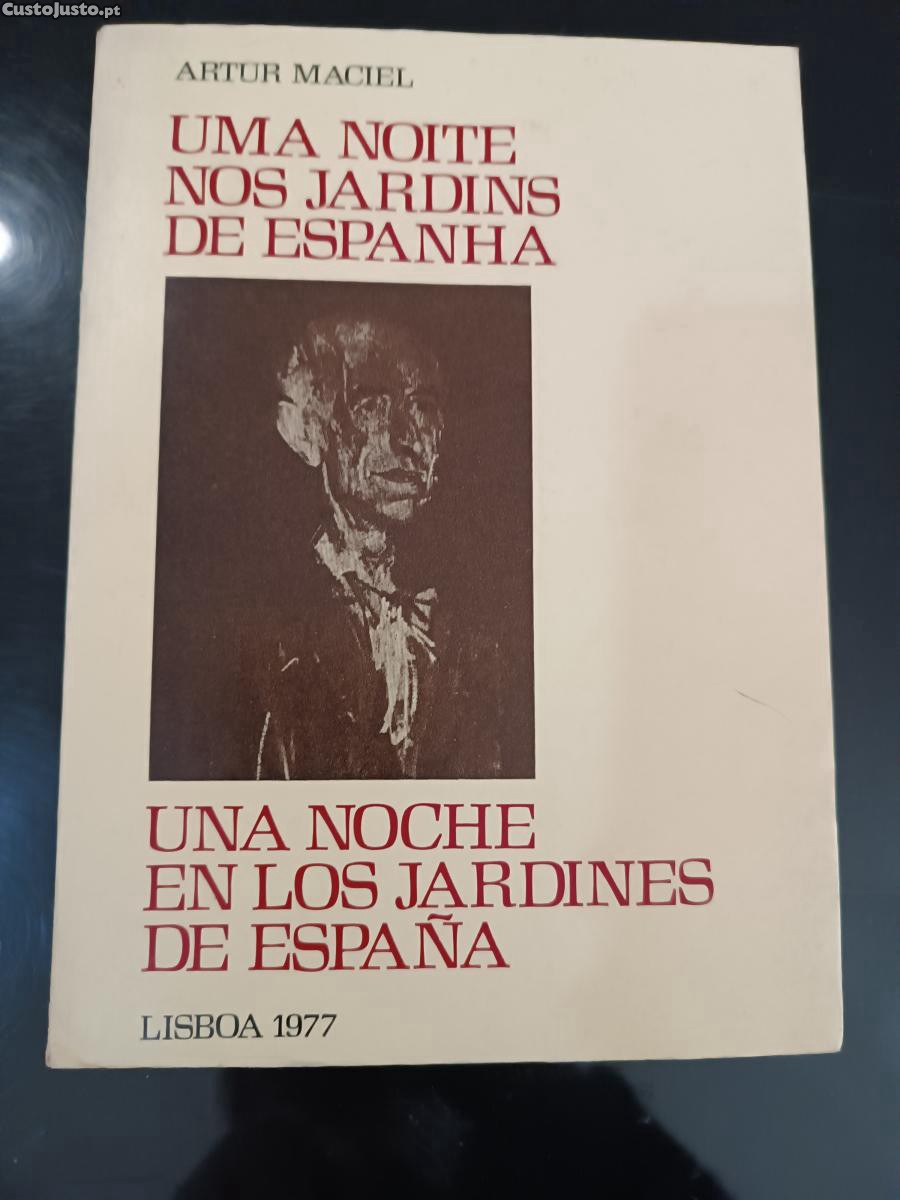 CustoJusto.pt
ARTUR MACIEL
UMA NOITE
NOS JARDINS
DE ESPANHA
UNA NOCHE
EN LOS JARDINES
DE ESPAÑA
LISBOA 1977